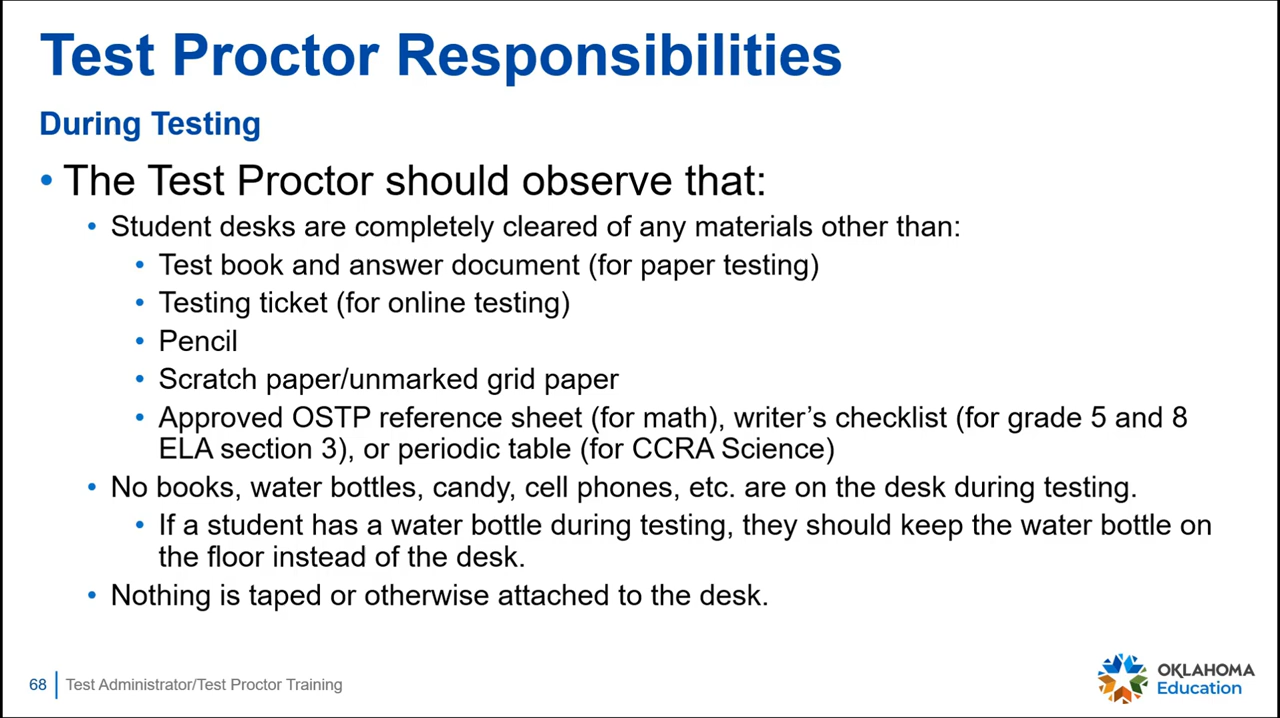 Test Proctor Responsibilities
During Testing
• The Test Proctor should observe that:
• Student desks are completely cleared of any materials other than:
• Test book and answer document (for paper testing)
• Testing ticket (for online testing)
• Pencil
• Scratch paper/unmarked grid paper
• Approved OSTP reference sheet (for math), writer’s checklist (for grade 5 and 8
ELA section 3), or periodic table (for CCRA Science)
• No books, water bottles, candy, cell phones, etc. are on the desk during testing.
• If a student has a water bottle during testing, they should keep the water bottle on
the floor instead of the desk.
• Nothing is taped or otherwise attached to the desk.
68 Test Administrator/Test Proctor Training
OKLAHOMA
Education